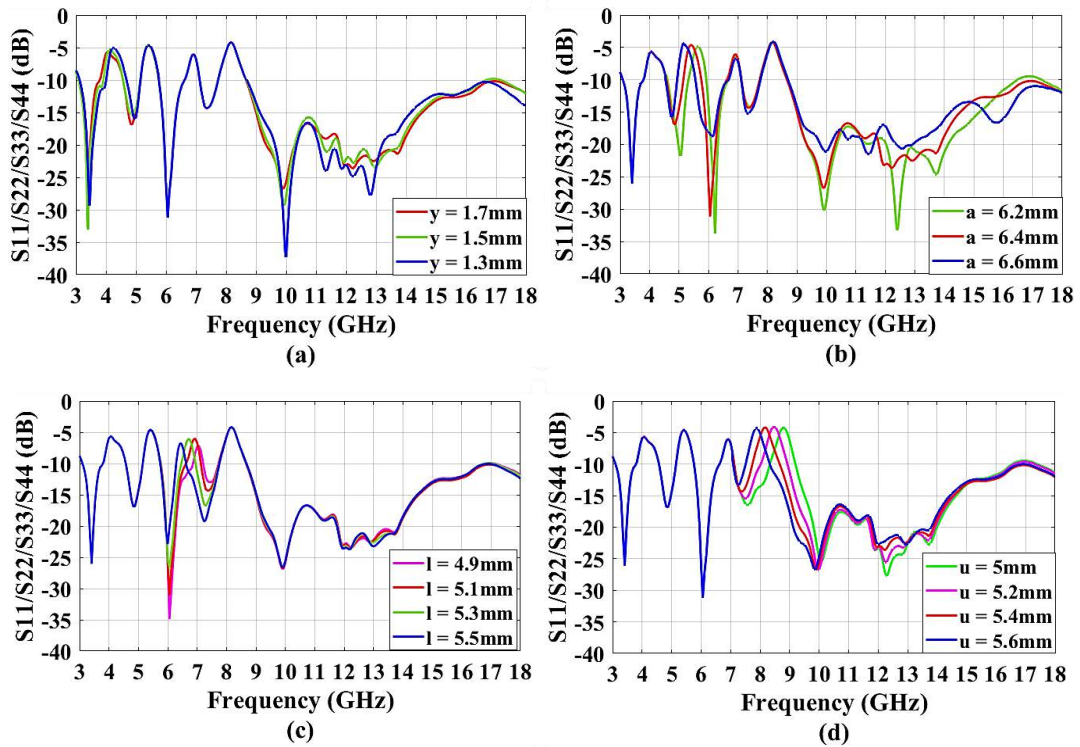 S11/S22/S33/S44 (dB)
0
-5
-10
-15
-20
-25
-30
-35
-40
y = 1.7mm
y = 1.5mm
y = 1.3mm
3 4 5 6 7 8 9 10 11 12 13 14 15 16 17 18
Frequency (GHz)
(a)
S11/S22/S33/S44 (dB)
0
-5
-10
-15
-20
-25
-30
-35
-40
a = 6.2mm
a = 6.4mm
a = 6.6mm
3 4 5 6 7 8 9 10 11 12 13 14 15 16 17 18
Frequency (GHz)
(b)
S11/S22/S33/S44 (dB)
0
-5
-10
-15
-20
-25
-30
-35
-40
l = 4.9mm
l = 5.1mm
l = 5.3mm
l = 5.5mm
3 4 5 6 7 8 9 10 11 12 13 14 15 16 17 18
Frequency (GHz)
(c)
S11/S22/S33/S44 (dB)
0
-5
-10
-15
-20
-25
-30
-35
-40
u = 5mm
u = 5.2mm
u = 5.4mm
u = 5.6mm
3 4 5 6 7 8 9 10 11 12 13 14 15 16 17 18
Frequency (GHz)
(d)